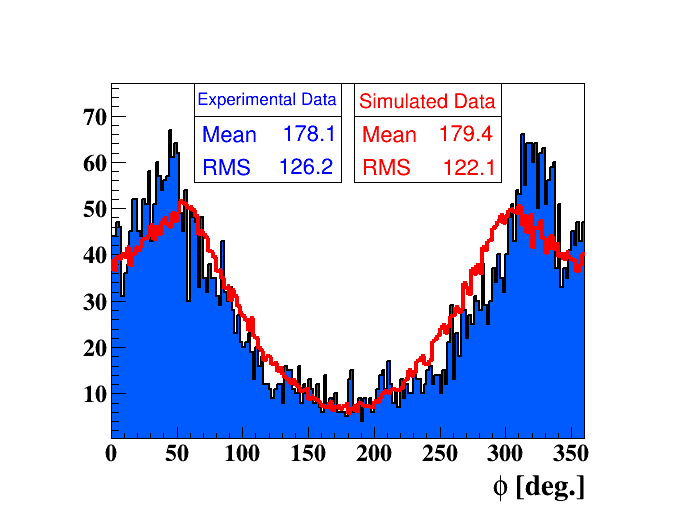 Experimental Data
Mean 178.1
RMS 126.2
Simulated Data
Mean 179.4
RMS 122.1
70
60
50
40
30
20
10
0 50 100 150 200 250 300 350
ϕ [deg.]